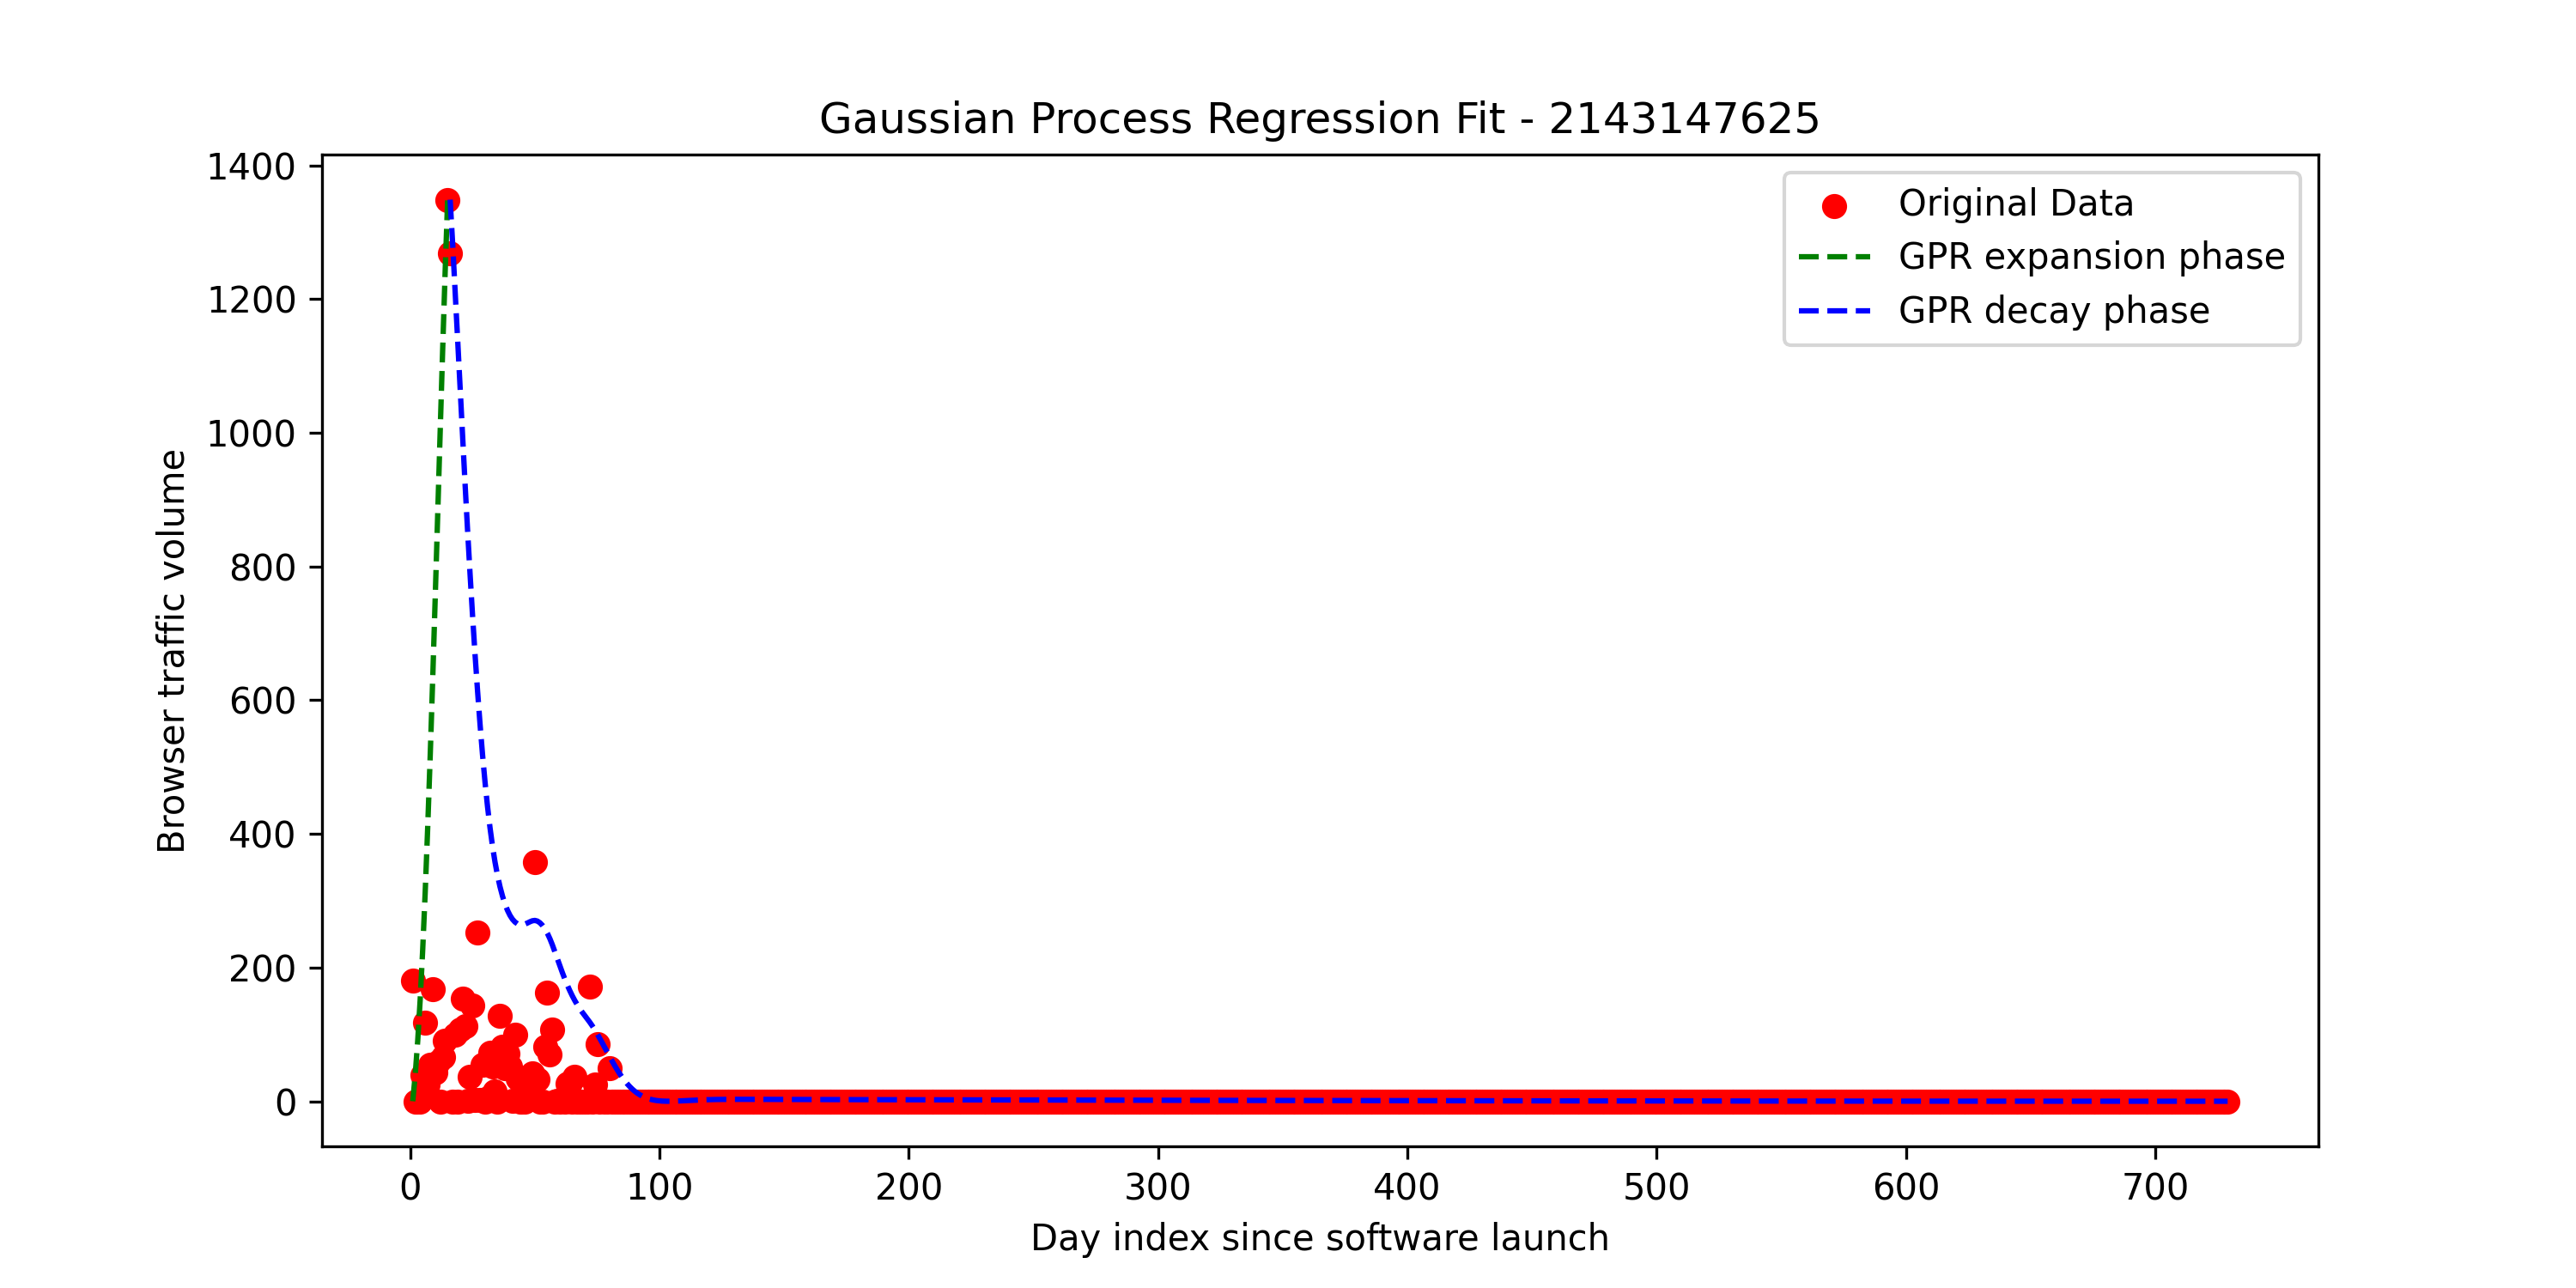 Gaussian Process Regression Fit - 2143147625
1400
1200
1000
800
600
400
200
0
Browser traffic volume
Original Data
GPR expansion phase
GPR decay phase
0 100 200 300 400 500 600 700
Day index since software launch